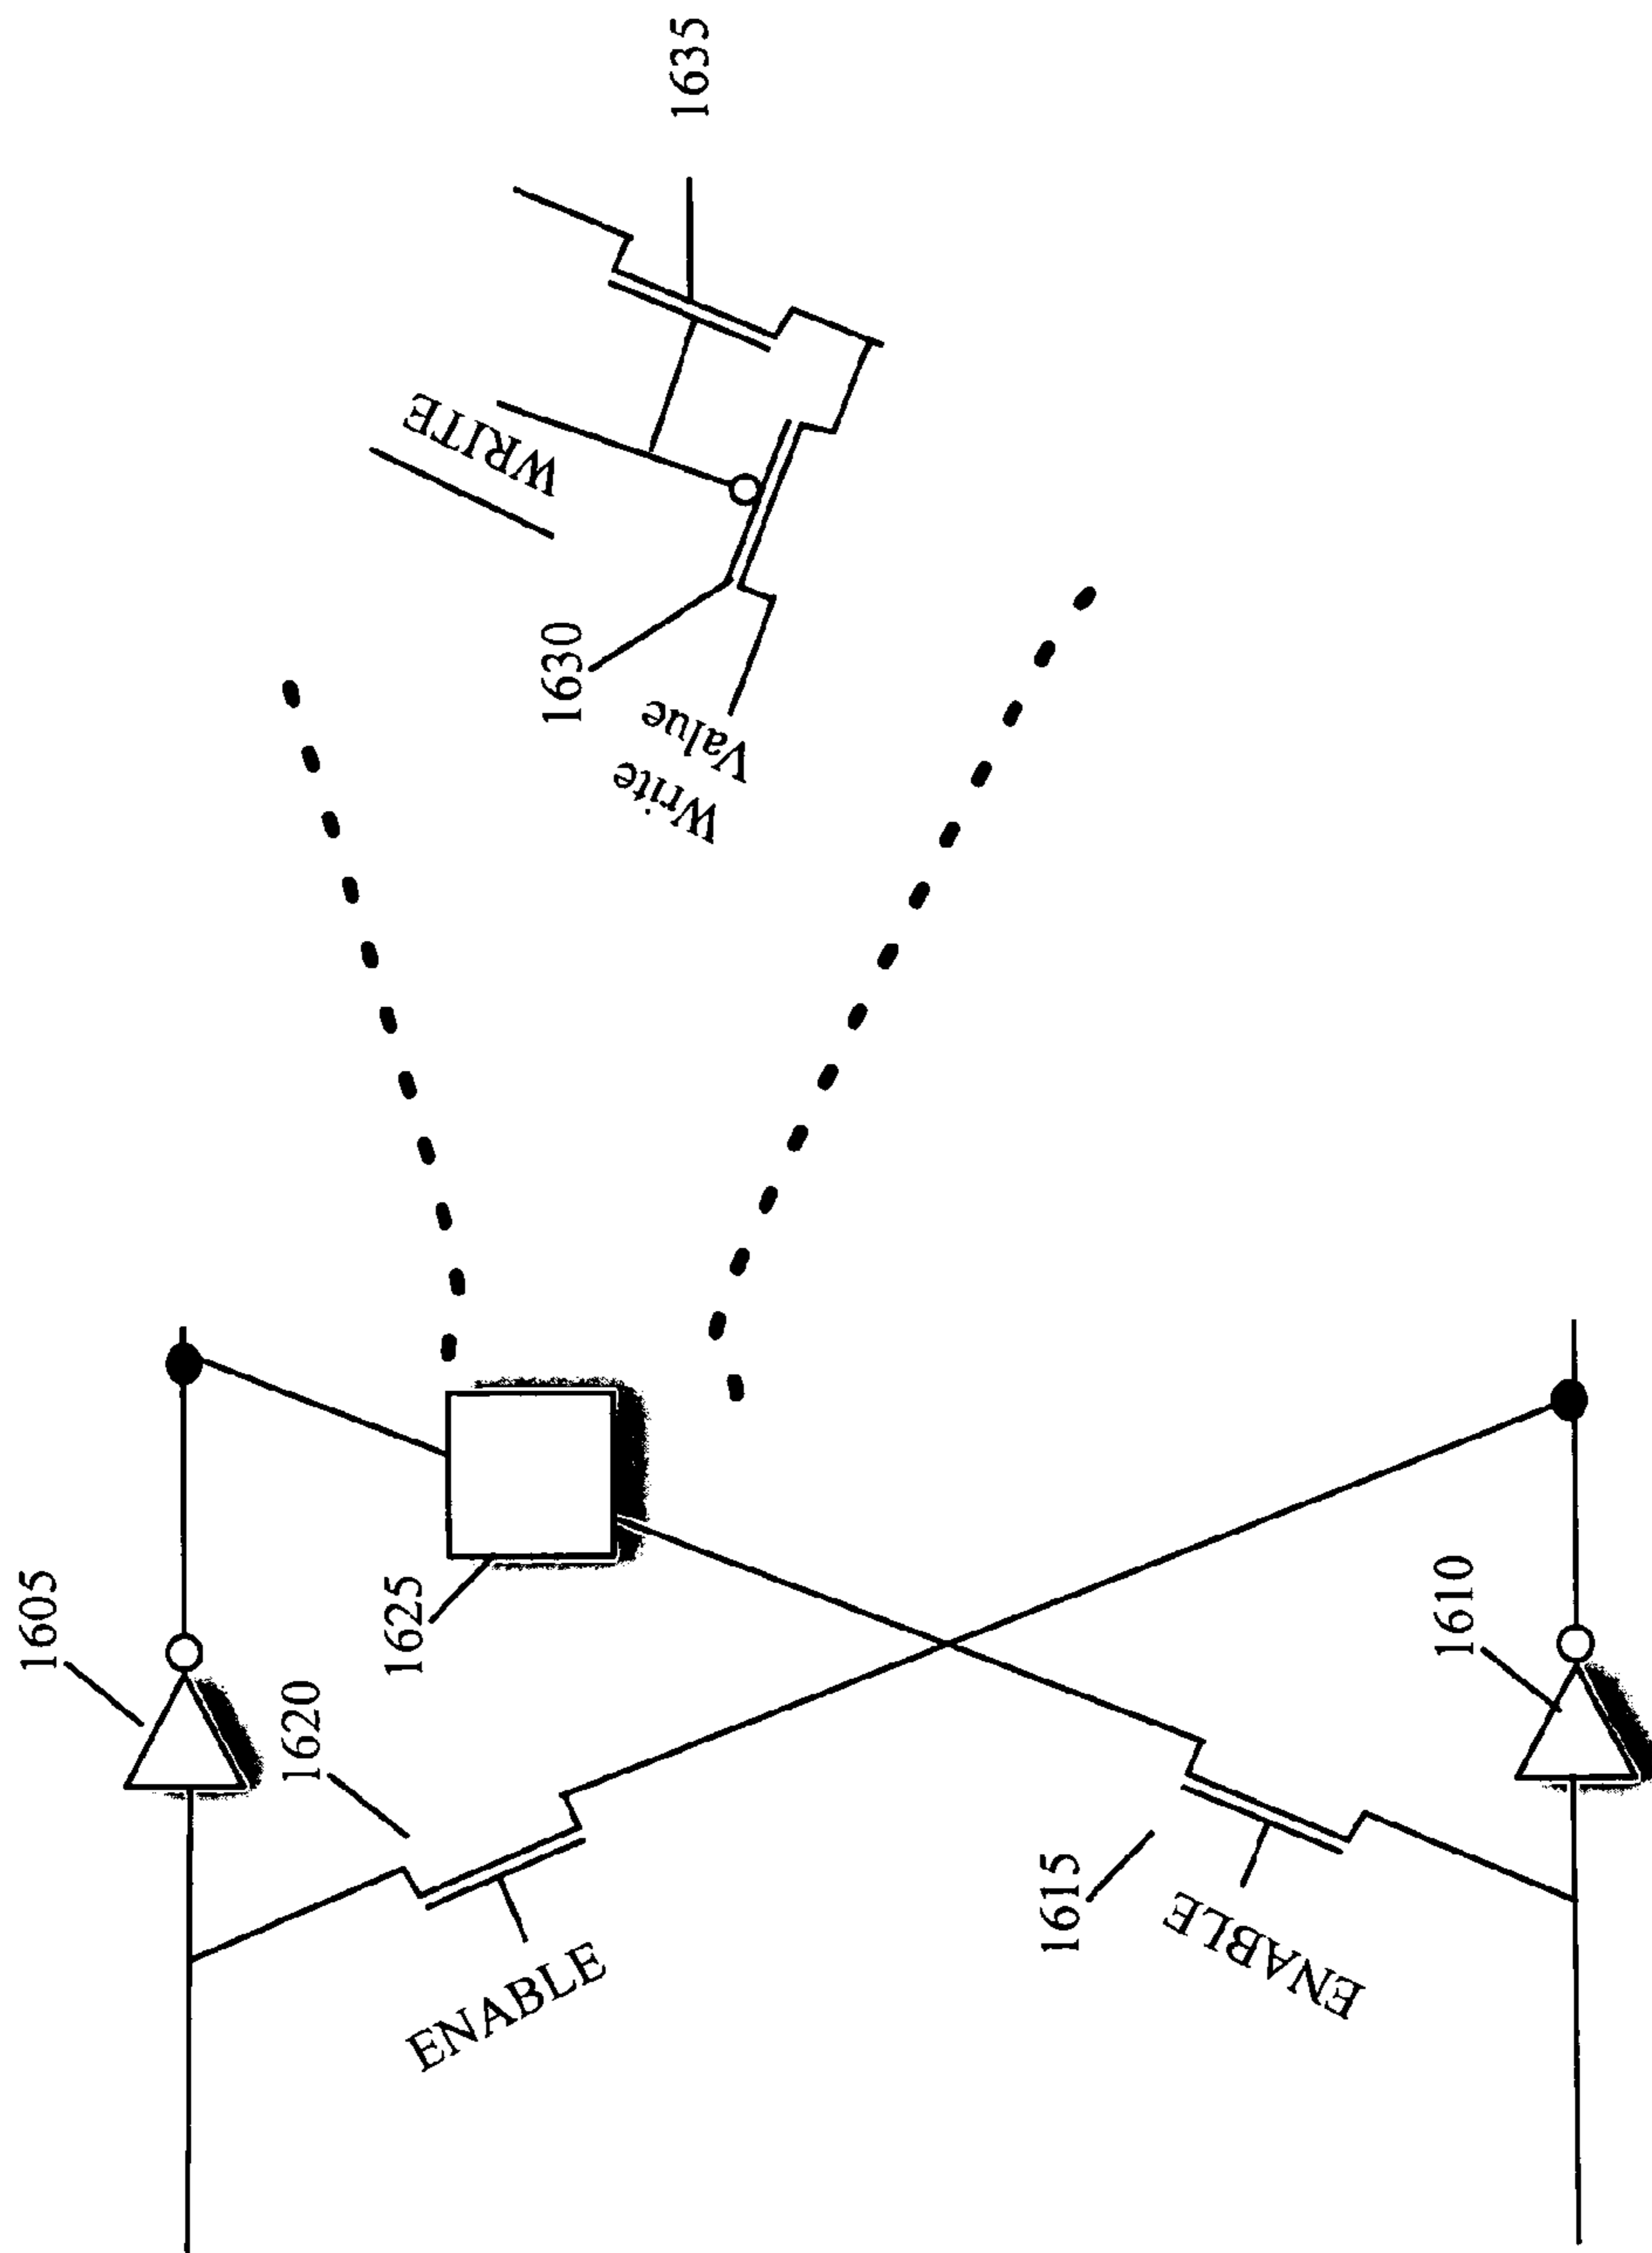 1605
1620
1625
ENABLE
WRITE
1630
Write
Value
1635
1615
ENABLE
1610